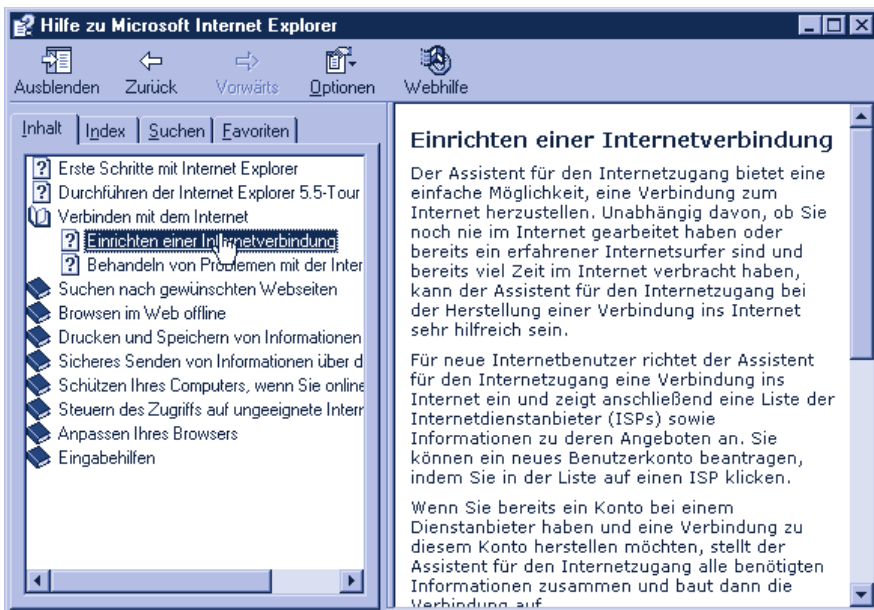 Hilfe zu Microsoft Internet Explorer
Ausblenden Zurück Vorwärts Optionen Webhilfe
Inhalt Index Suchen Favoriten
Erste Schritte mit Internet Explorer
Durchführen der Internet Explorer 5.5-Tour
Verbinden mit dem Internet
Einrichten einer Internetverbindung
Behandeln von Problemen mit der Inter
Suchen nach gewünschten Webseiten
Browsen im Web offline
Drucken und Speichern von Informationen
Sicheres Senden von Informationen über d
Schützen Ihres Computers, wenn Sie online
Steuern des Zugriffs auf ungeeignete Intern
Anpassen Ihres Browsers
Eingabehilfen
Einrichten einer Internetverbindung
Der Assistent für den Internetzugang bietet eine
einfache Möglichkeit, eine Verbindung zum
Internet herzustellen. Unabhängig davon, ob Sie
noch nie im Internet gearbeitet haben oder
bereits ein erfahrener Internetsurfer sind und
bereits viel Zeit im Internet verbracht haben,
kann der Assistent für den Internetzugang bei
der Herstellung einer Verbindung ins Internet
sehr hilfreich sein.
Für neue Internetbenutzer richtet der Assistent
für den Internetzugang eine Verbindung ins
Internet ein und zeigt anschließend eine Liste der
Internetdienstanbieter (ISPs) sowie
Informationen zu deren Angeboten an. Sie
können ein neues Benutzerkonto beantragen,
indem Sie in der Liste auf einen ISP klicken.
Wenn Sie bereits ein Konto bei einem
Dienstanbieter haben und eine Verbindung zu
diesem Konto herstellen möchten, stellt der
Assistent für den Internetzugang alle benötigten
Informationen zusammen und baut dann die
Verbindung auf.